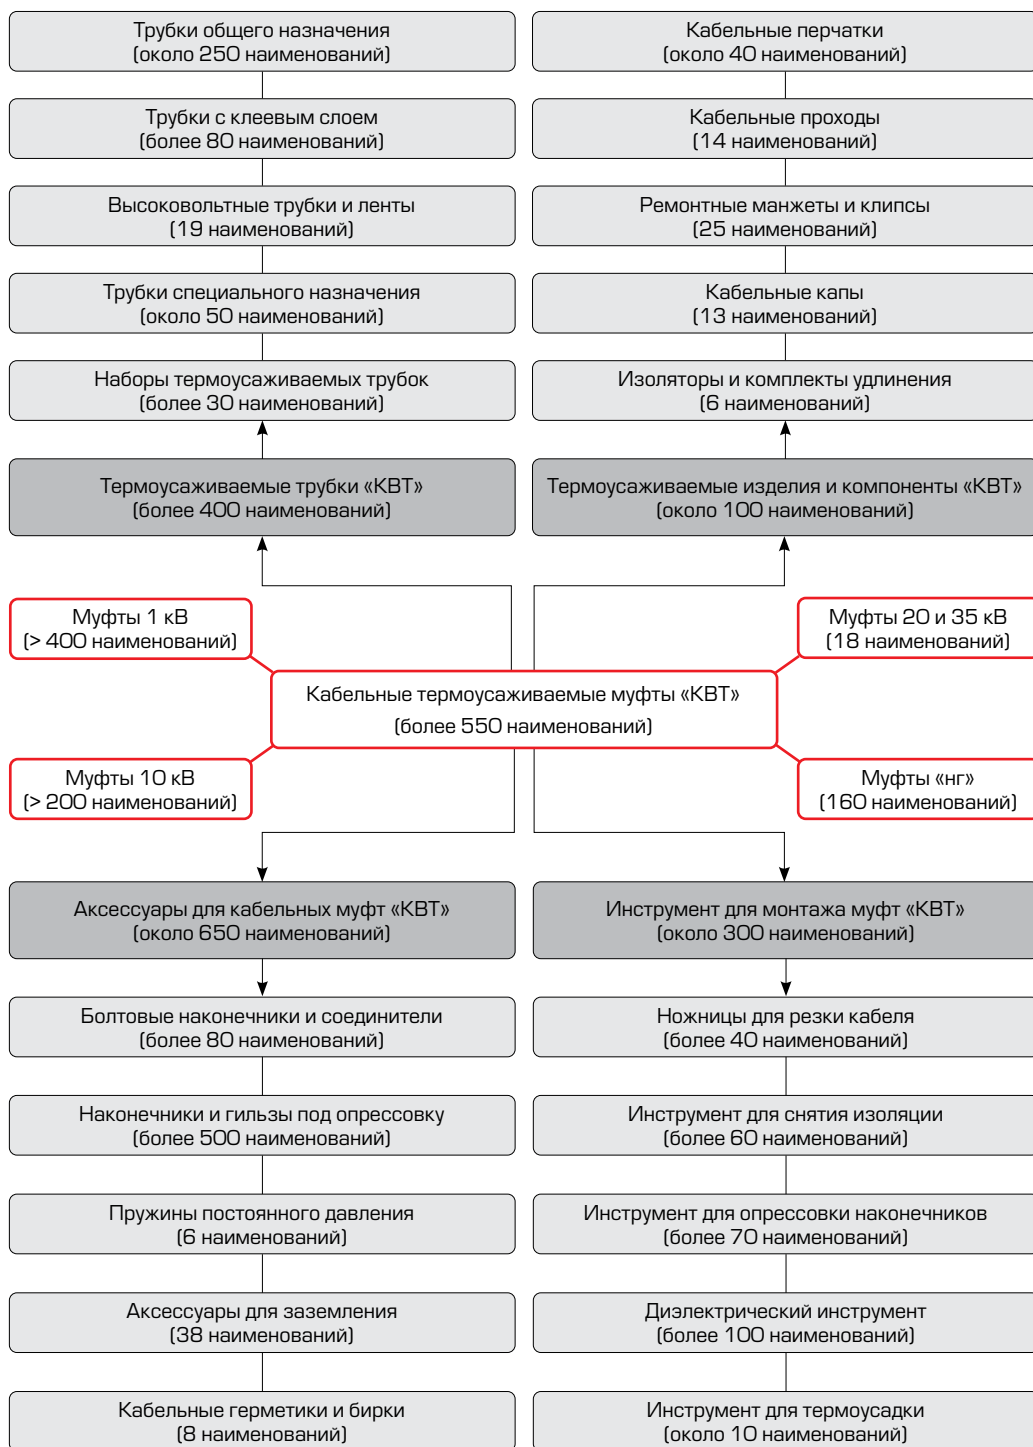 Трубки общего назначения
(около 250 наименований)
Кабельные перчатки
(около 40 наименований)
Трубки с клеевым слоем
(более 80 наименований)
Кабельные проходы
(14 наименований)
Высоковольтные трубки и ленты
(19 наименований)
Ремонтные манжеты и клипсы
(25 наименований)
Трубки специального назначения
(около 50 наименований)
Кабельные капы
(13 наименований)
Наборы термоусаживаемых трубок
(более 30 наименований)
Изоляторы и комплекты удлинения
(6 наименований)
Термоусаживаемые трубки «КВТ»
(более 400 наименований)
Термоусаживаемые изделия и компоненты «КВТ»
(около 100 наименований)
Муфты 1 кВ
(> 400 наименований)
Муфты 20 и 35 кВ
(18 наименований)
Кабельные термоусаживаемые муфты «КВТ»
(более 550 наименований)
Муфты 10 кВ
(> 200 наименований)
Муфты «нг»
(160 наименований)
Аксессуары для кабельных муфт «КВТ»
(около 650 наименований)
Инструмент для монтажа муфт «КВТ»
(около 300 наименований)
Болтовые наконечники и соединители
(более 80 наименований)
Ножницы для резки кабеля
(более 40 наименований)
Наконечники и гильзы под опрессовку
(более 500 наименований)
Инструмент для снятия изоляции
(более 60 наименований)
Пружины постоянного давления
(6 наименований)
Инструмент для опрессовки наконечников
(более 70 наименований)
Аксессуары для заземления
(38 наименований)
Диэлектрический инструмент
(более 100 наименований)
Кабельные герметики и бирки
(8 наименований)
Инструмент для термоусадки
(около 10 наименований)